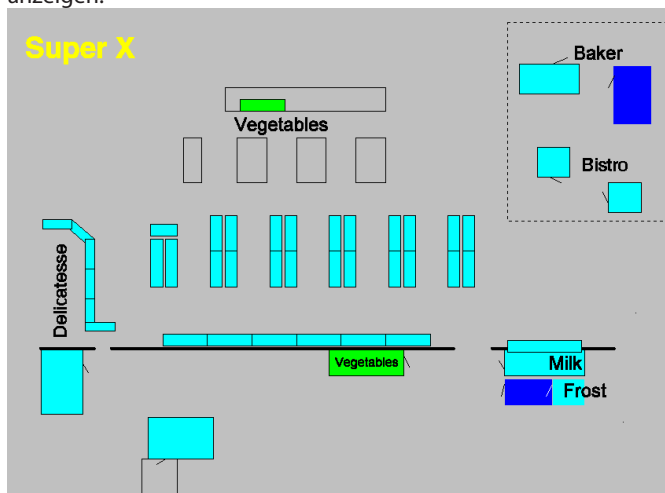 anzeigen.
Super X
Baker
Vegetables
Bistro
Delicatesse
Vegetables
Milk
Frost